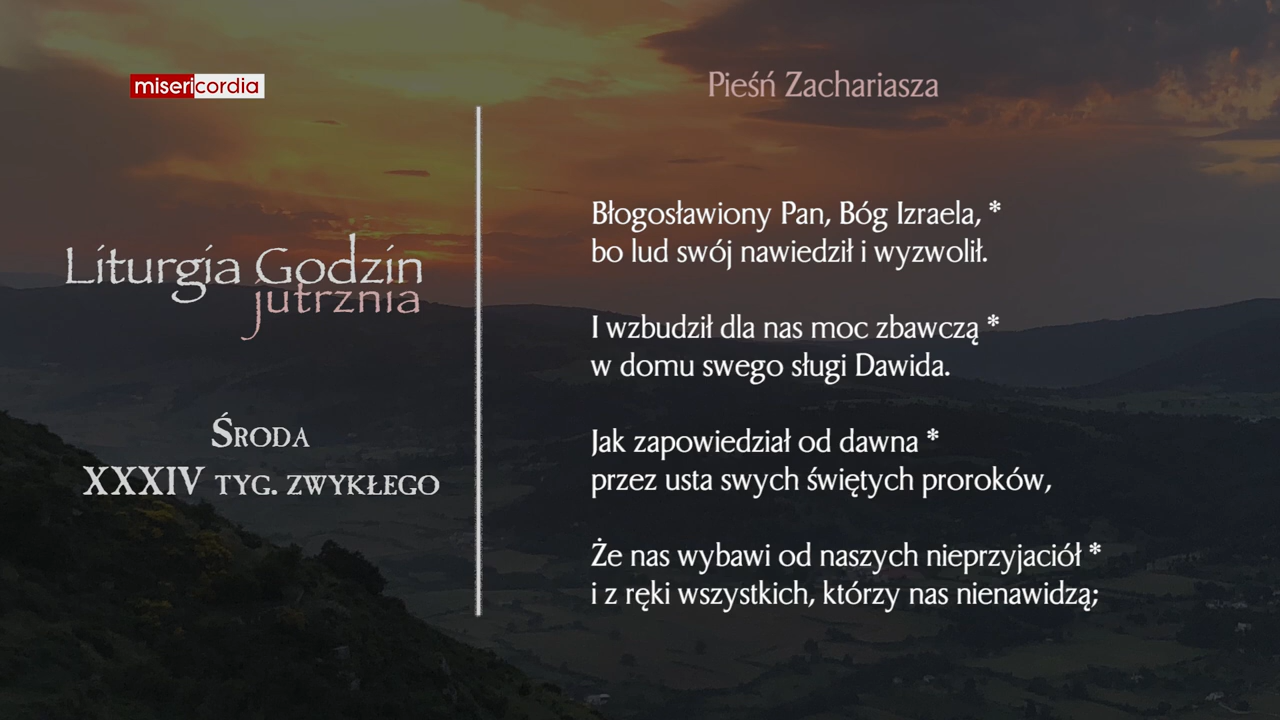 misericordia
Liturgia Godzin
jutrznia
Środa
XXXIV tyg. zwykłego
Pieśń Zachariasza
Błogosławiony Pan, Bóg Izraela, *
bo lud swój nawiedził i wyzwolił.
I wzbudził dla nas moc zbawczą *
w domu swego sługi Dawida.
Jak zapowiedział od dawna *
przez usta swych świętych proroków,
Że nas wybawi od naszych nieprzyjaciół *
i z ręki wszystkich, którzy nas nienawidzą;